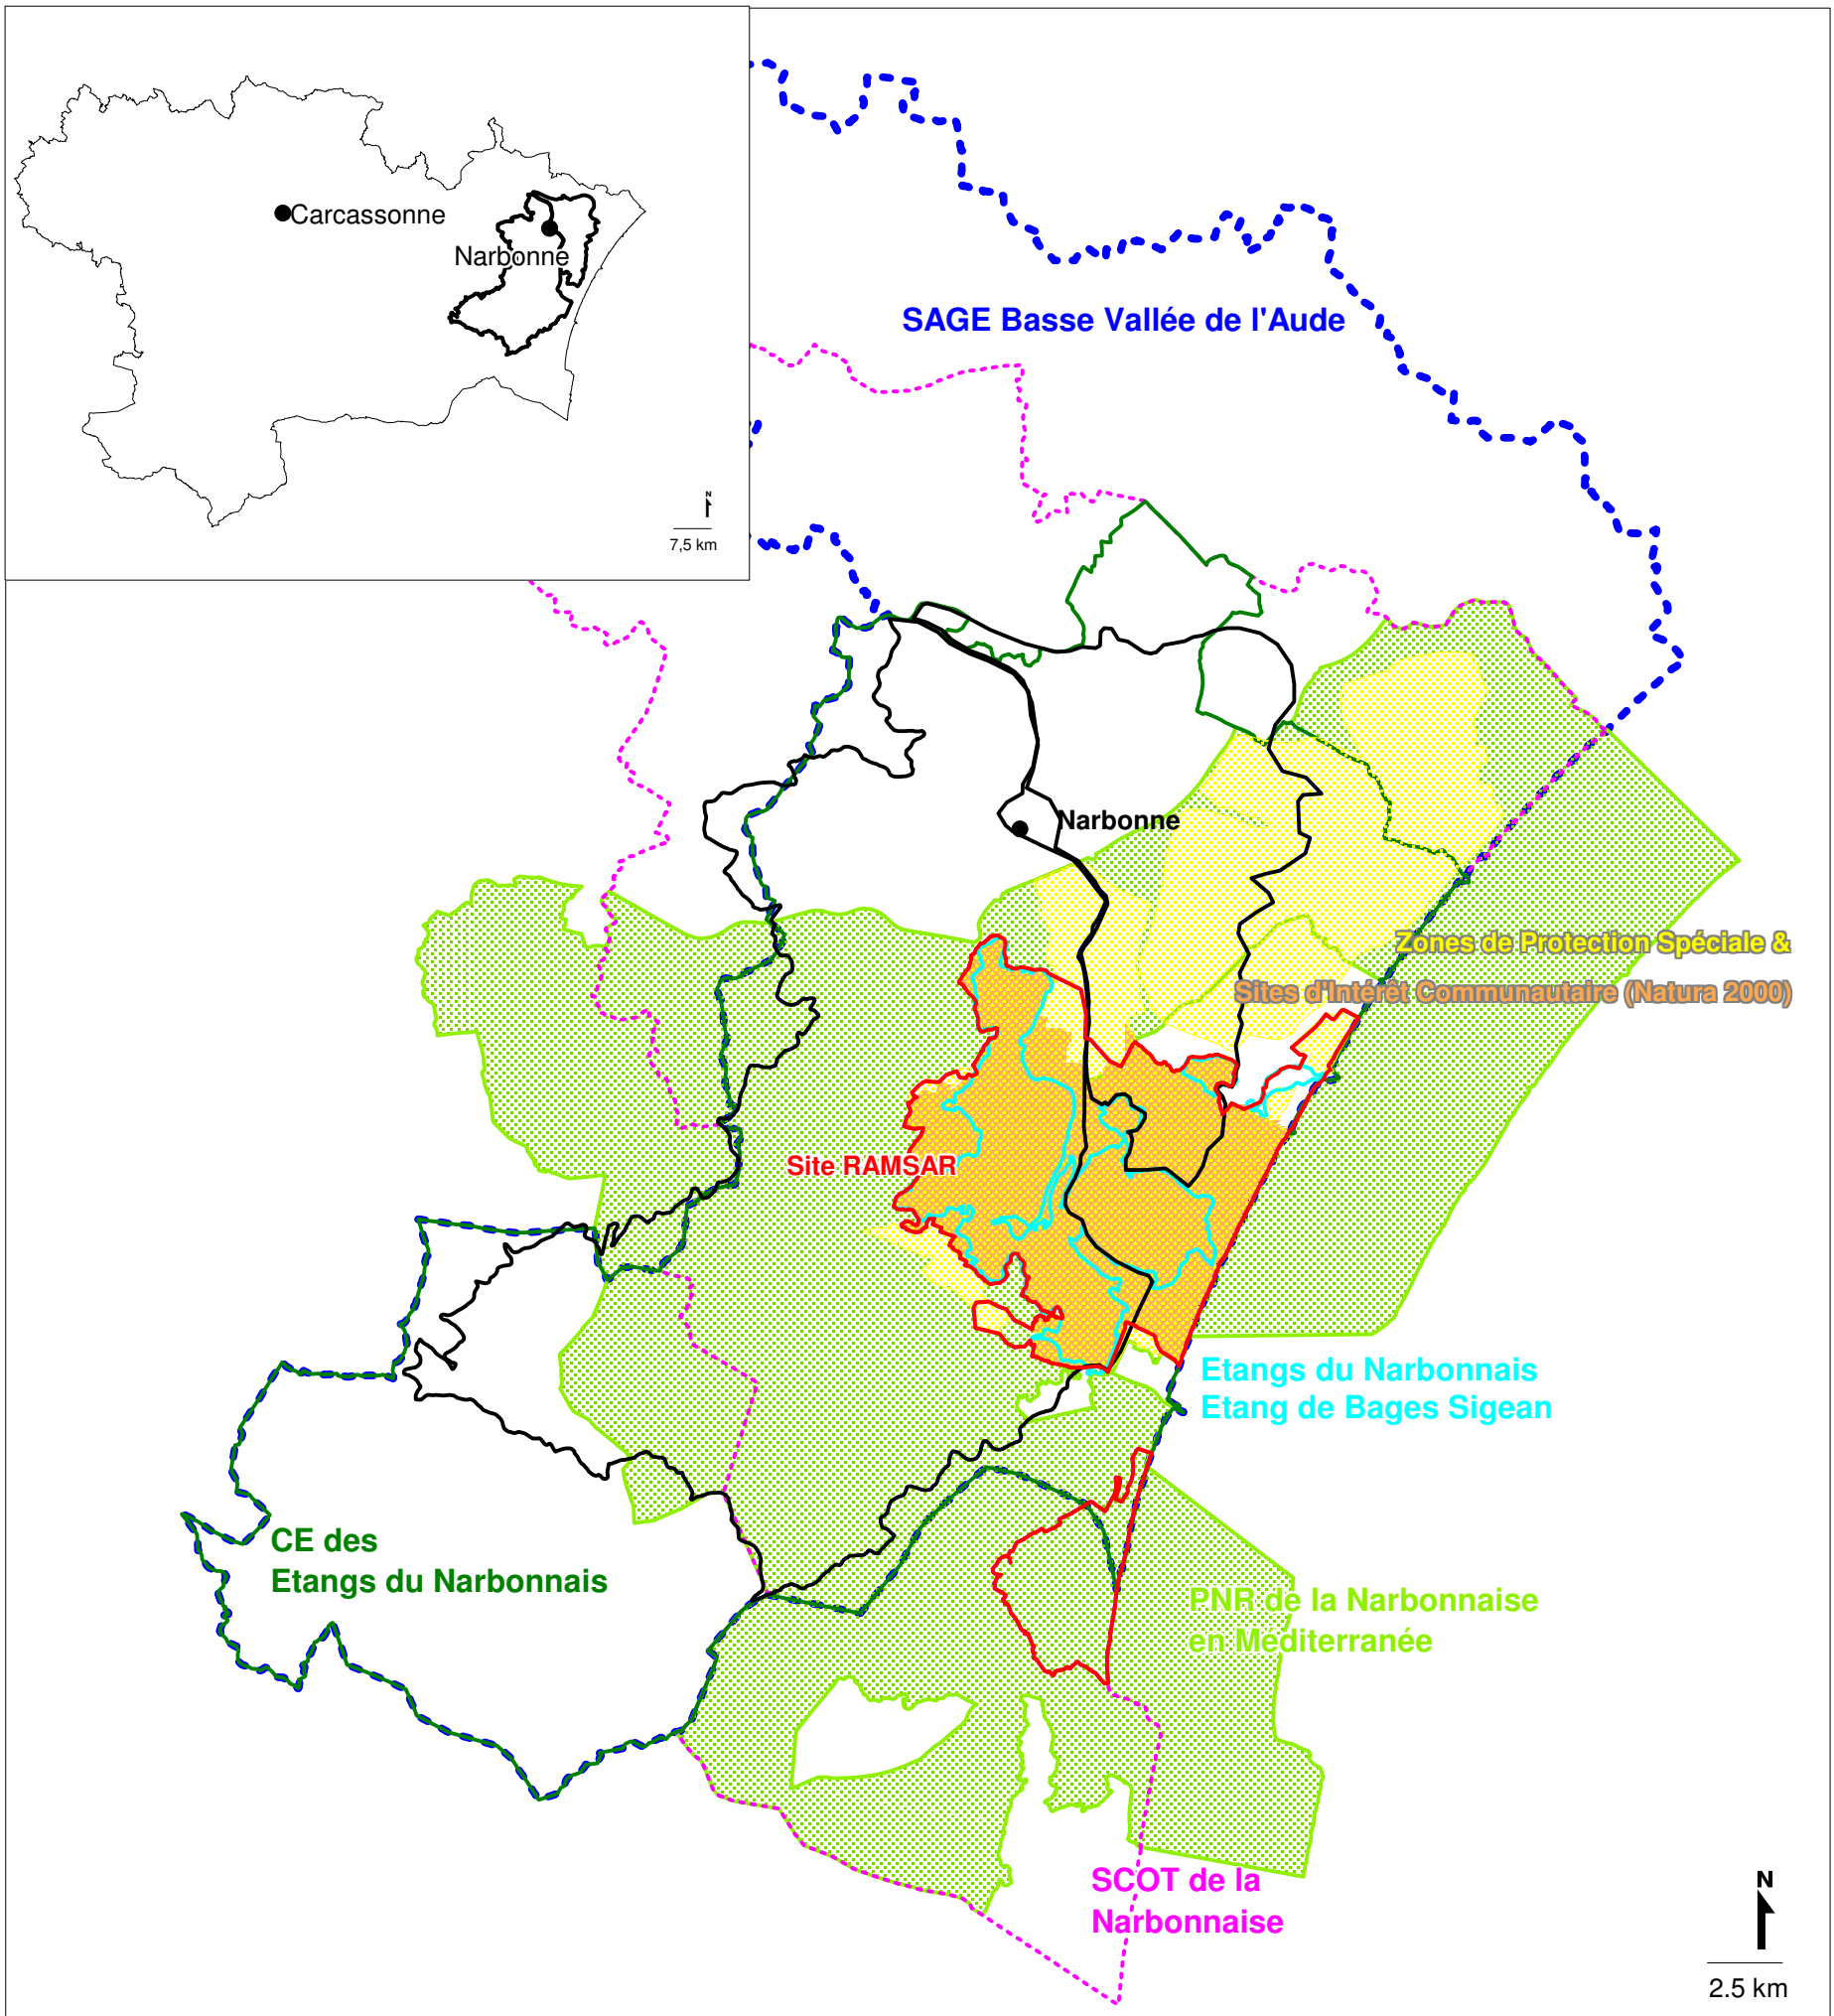 Carcassonne
Narbonne
N
7,5 km
SAGE Basse Vallée de l'Aude
Narbonne
Zones de Protection Spéciale &
Sites d'Intérêt Communautaire (Natura 2000)
Site RAMSAR
Etangs du Narbonnais
Etang de Bages Sigean
CE des
Etangs du Narbonnais
PNR de la Narbonnaise
en Méditerranée
SCOT de la
Narbonnaise
N
2.5 km